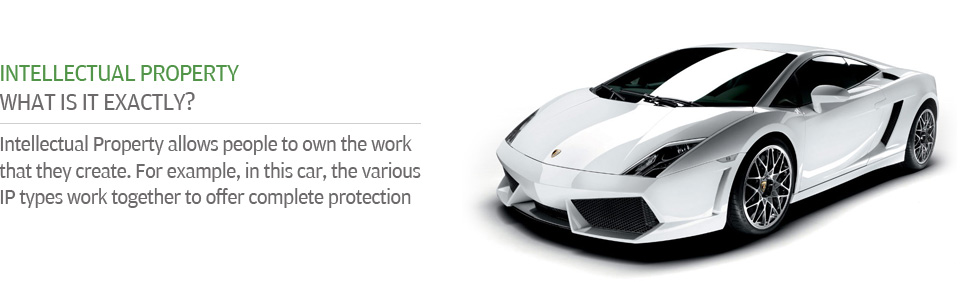 INTELLECTUAL PROPERTY
WHAT IS IT EXACTLY?
Intellectual Property allows people to own the work
that they create. For example, in this car, the various
IP types work together to offer complete protection